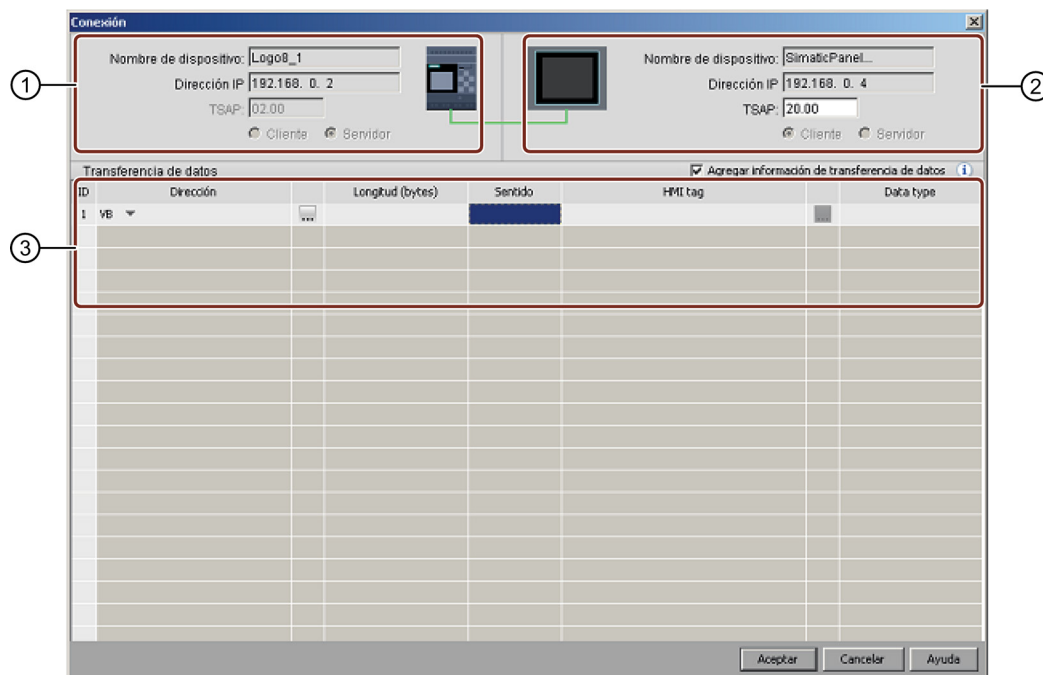 Conexión
Nombre de dispositivo: Logo8_1
Dirección IP 192.168. 0. 2
TSAP: 02.00
Cliente Servidor
1
Nombre de dispositivo: SimaticPanel_...
Dirección IP 192.168. 0. 4
TSAP: 20.00
Cliente Servidor
2
Transferencia de datos
Agregar información de transferencia de datos i
ID Dirección Longitud (bytes) Sentido HMI tag Data type
1 VB ... ...
3
Aceptar Cancelar Ayuda